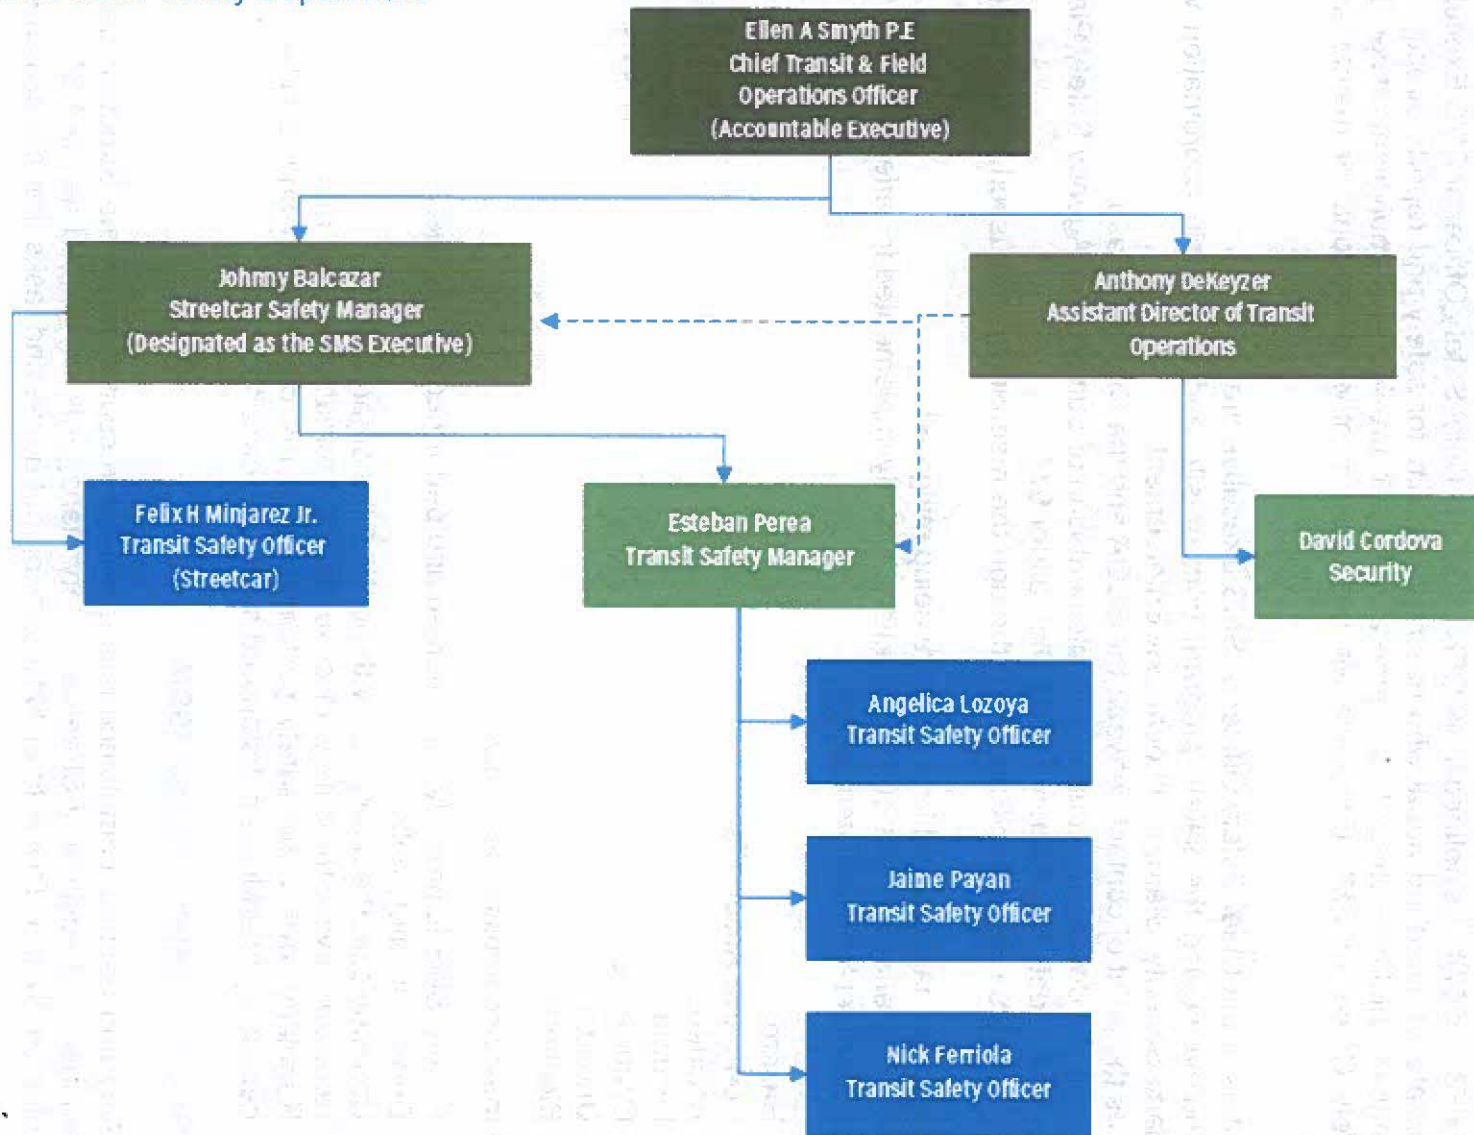 Ellen A Smyth P.E
Chief Transit & Field
Operations Officer
(Accountable Executive)
Johnny Balcazar
Streetcar Safety Manager
(Designated as the SMS Executive)
Anthony DeKeyzer
Assistant Director of Transit
Operations
Felix H Minjarez Jr.
Transit Safety Officer
(Streetcar)
Esteban Perea
Transit Safety Manager
David Cordova
Security
Angelica Lozoya
Transit Safety Officer
Jaime Payan
Transit Safety Officer
Nick Ferriola
Transit Safety Officer